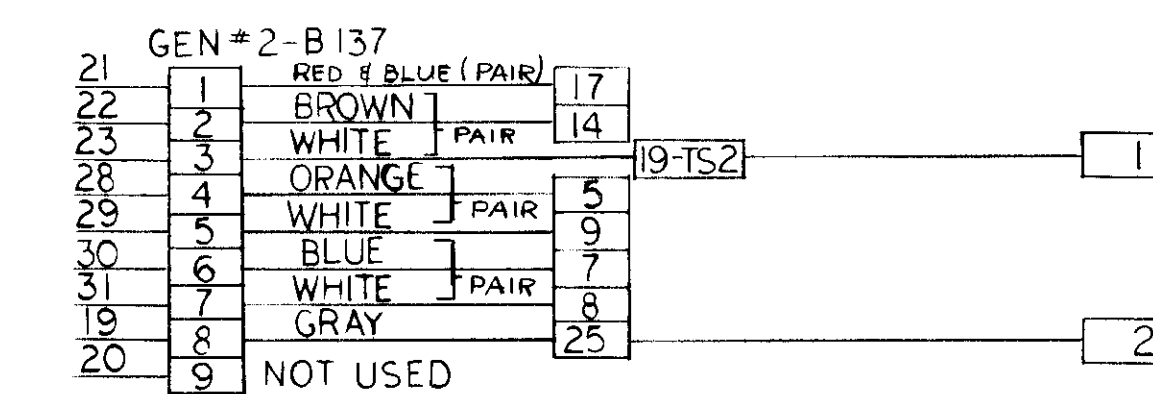 GEN #2-B137
21 1 RED & BLUE (PAIR) 17
22 2 BROWN PAIR 14
23 3 WHITE 19-TS2 1
28 4 ORANGE PAIR 5
29 5 WHITE 9
30 6 BLUE PAIR 7
31 7 WHITE 8
19 8 GRAY 25 2
20 9 NOT USED